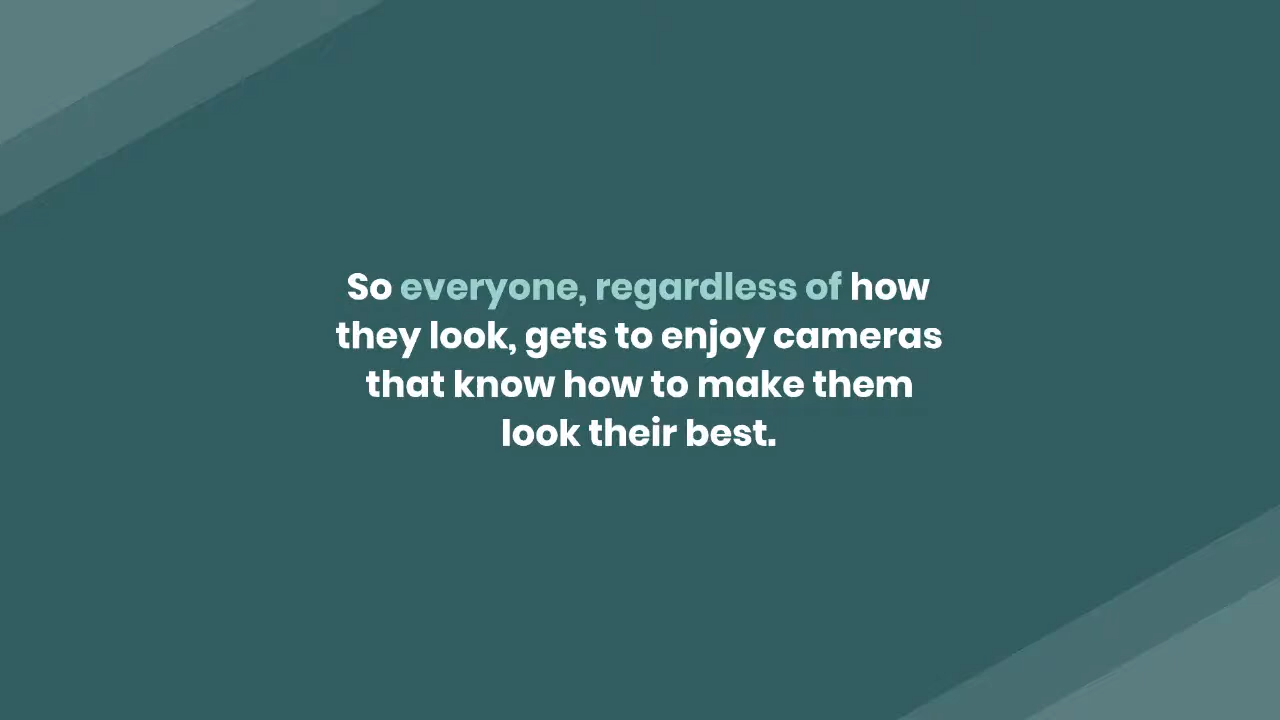 So everyone, regardless of how
they look, gets to enjoy cameras
that know how to make them
look their best.